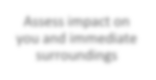 Assess impact on
you and immediate
surroundings